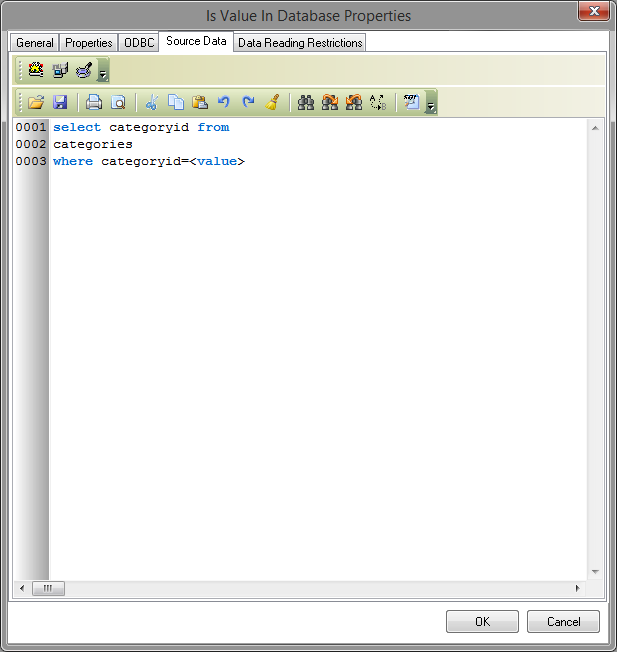 Is Value In Database Properties
General Properties ODBC Source Data Data Reading Restrictions
0001 select categoryid from
0002 categories
0003 where categoryid=<value>
OK Cancel